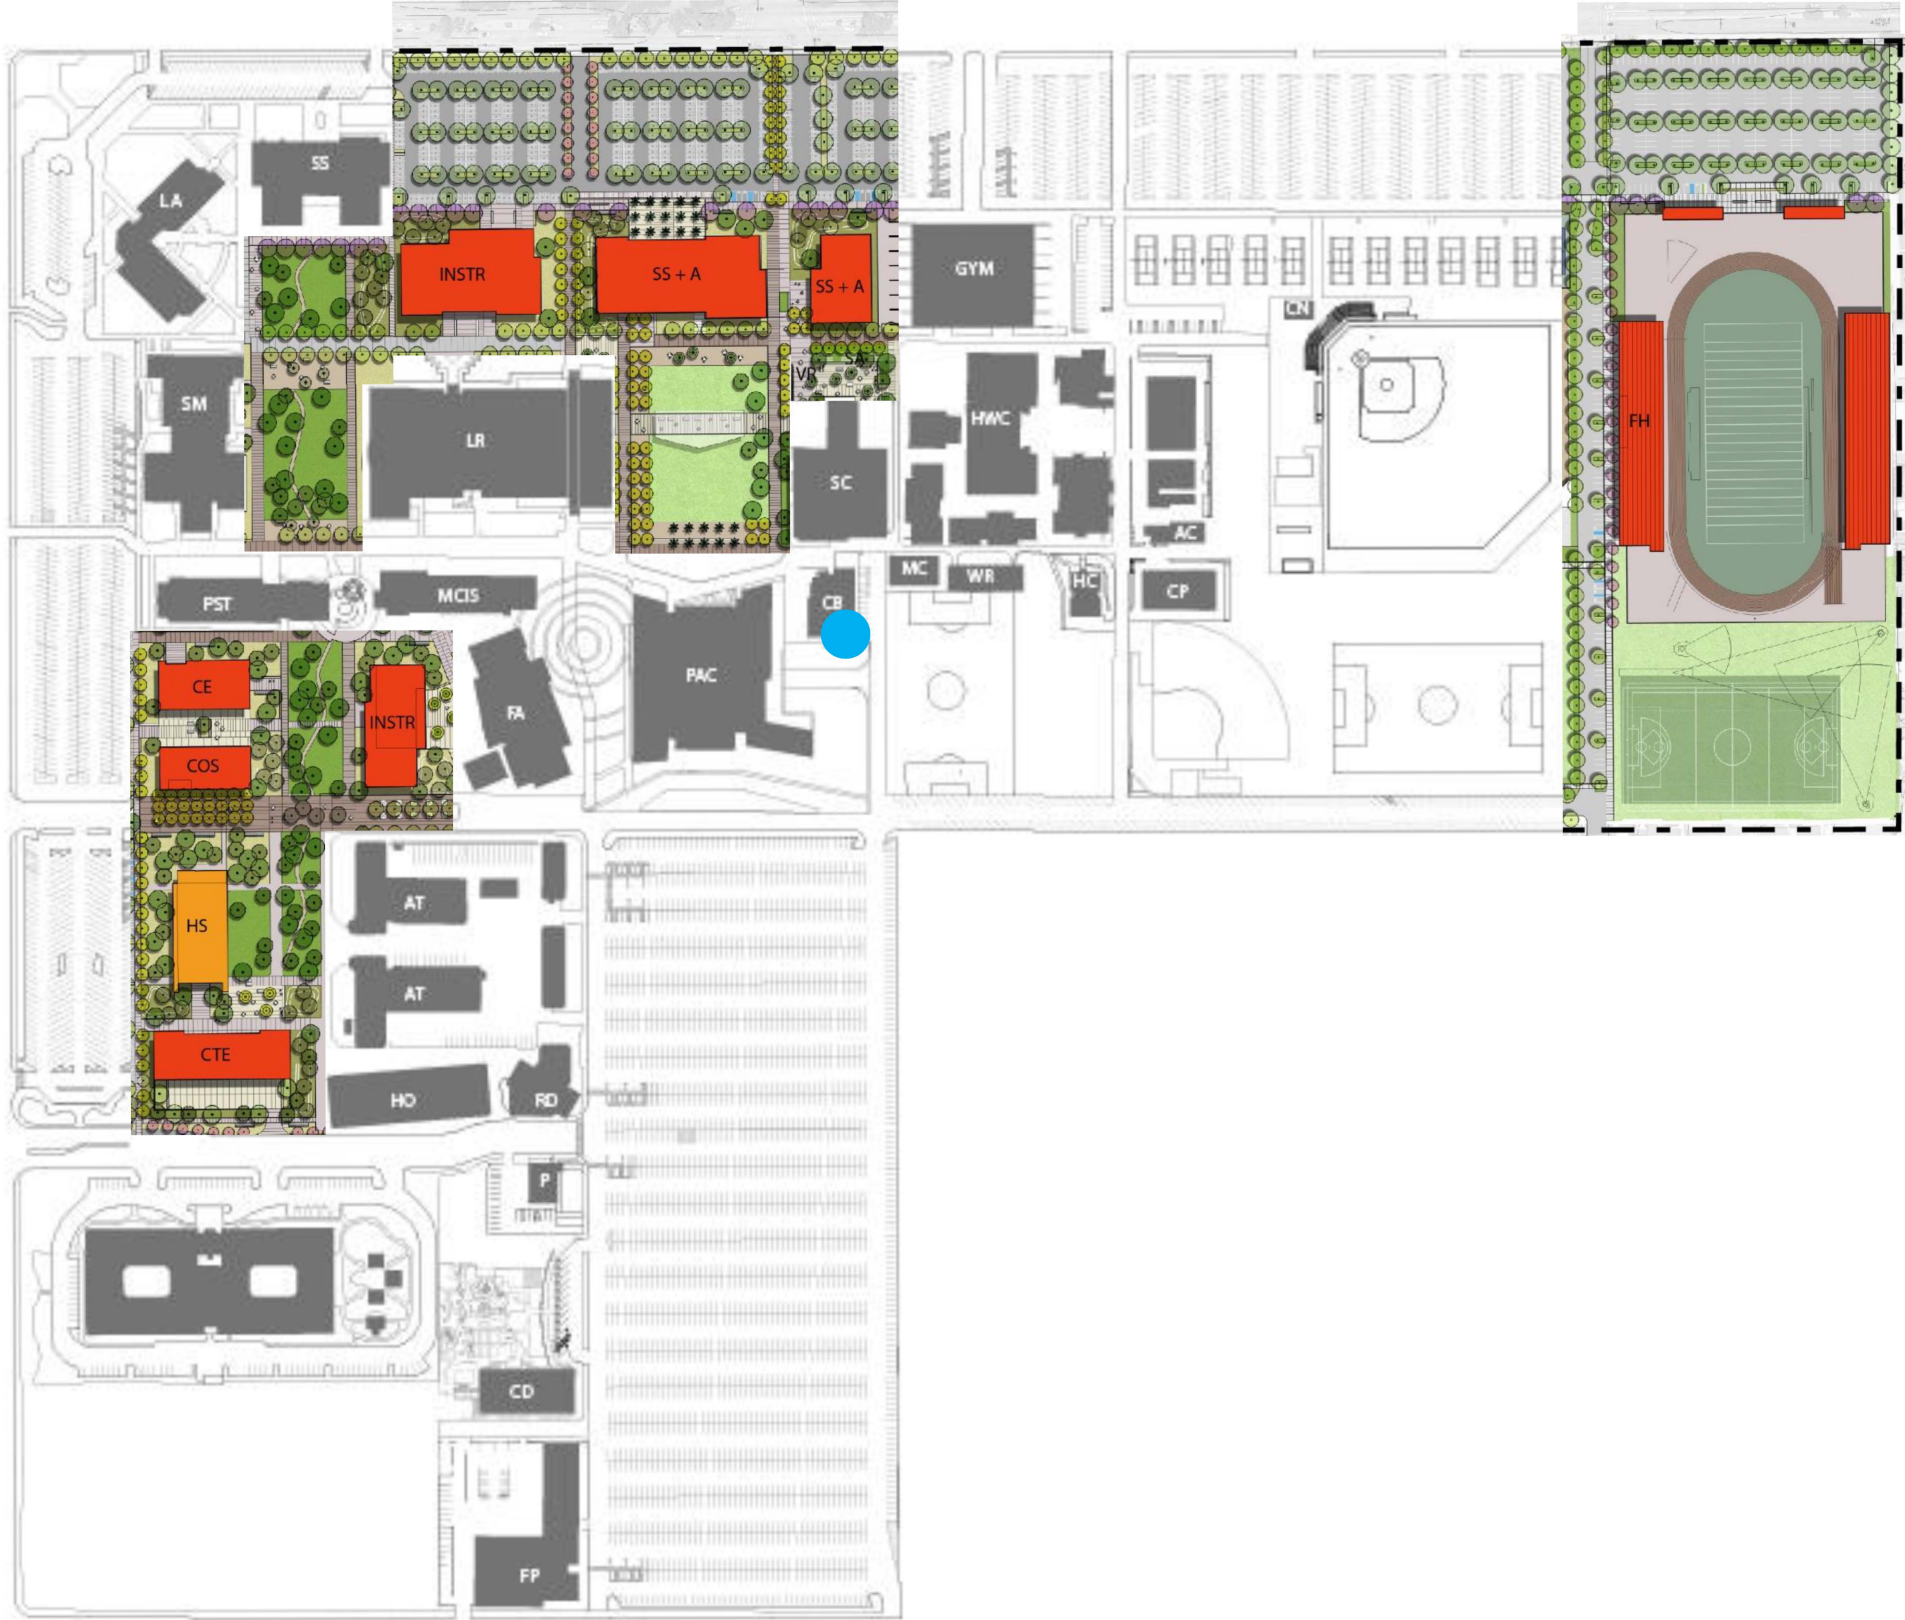 SS
LA
INSTR
SS + A
SS + A
GYM
CN
SA
VR
SM
LR
HWC
FH
SC
AC
MC
WR
HC
CP
PST
MCIS
CB
CE
INSTR
FA
PAC
COS
AT
HS
AT
CTE
HO
RD
P
CD
FP